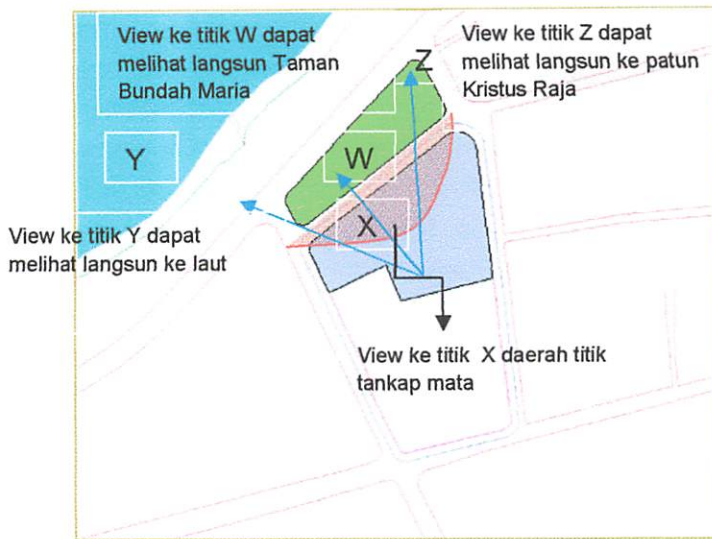 View ke titik W dapat
melihat langsun Taman
Bundah Maria
View ke titik Z dapat
melihat langsun ke patun
Kristus Raja
Z
Y
W
X
View ke titik Y dapat
melihat langsun ke laut
View ke titik X daerah titik
tankap mata